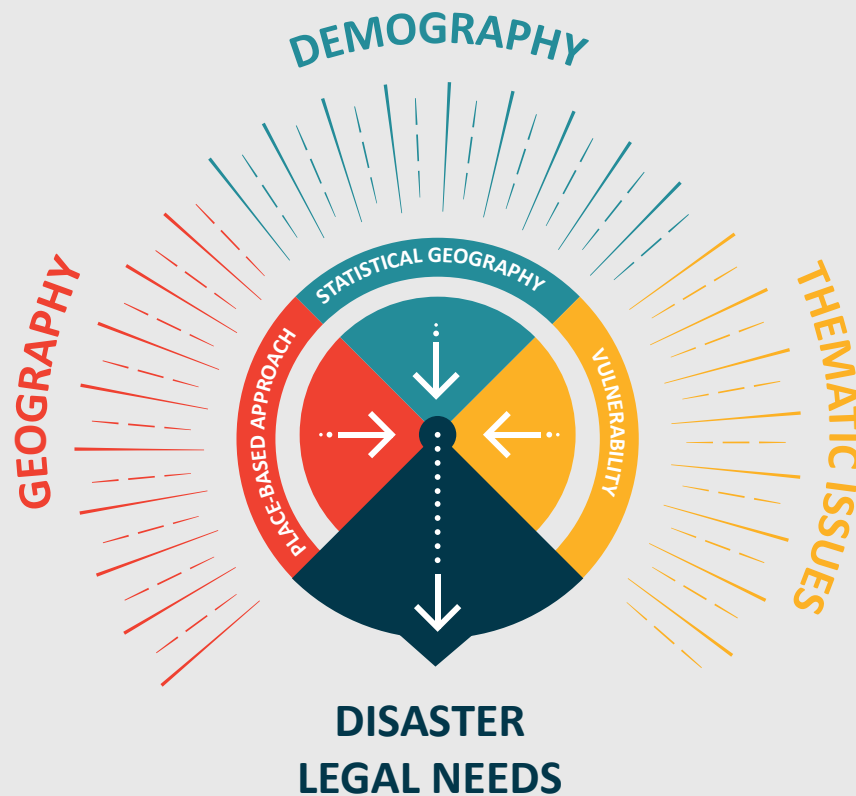 DEMOGRAPHY
GEOGRAPHY
THEMATIC ISSUES
STATISTICAL GEOGRAPHY
PLACE-BASED APPROACH
VULNERABILITY
DISASTER
LEGAL NEEDS